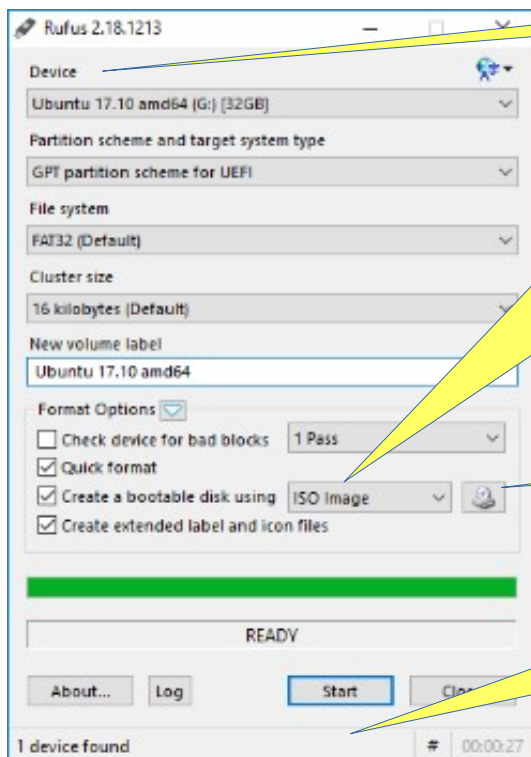 Rufus 2.18.1213
Device
Ubuntu 17.10 amd64 (G:) [32GB]
Partition scheme and target system type
GPT partition scheme for UEFI
File system
FAT32 (Default)
Cluster size
16 kilobytes (Default)
New volume label
Ubuntu 17.10 amd64
Format Options
Check device for bad blocks 1 Pass
Quick format
Create a bootable disk using ISO Image
Create extended label and icon files
READY
About... Log Start
1 device found # 00:00:27